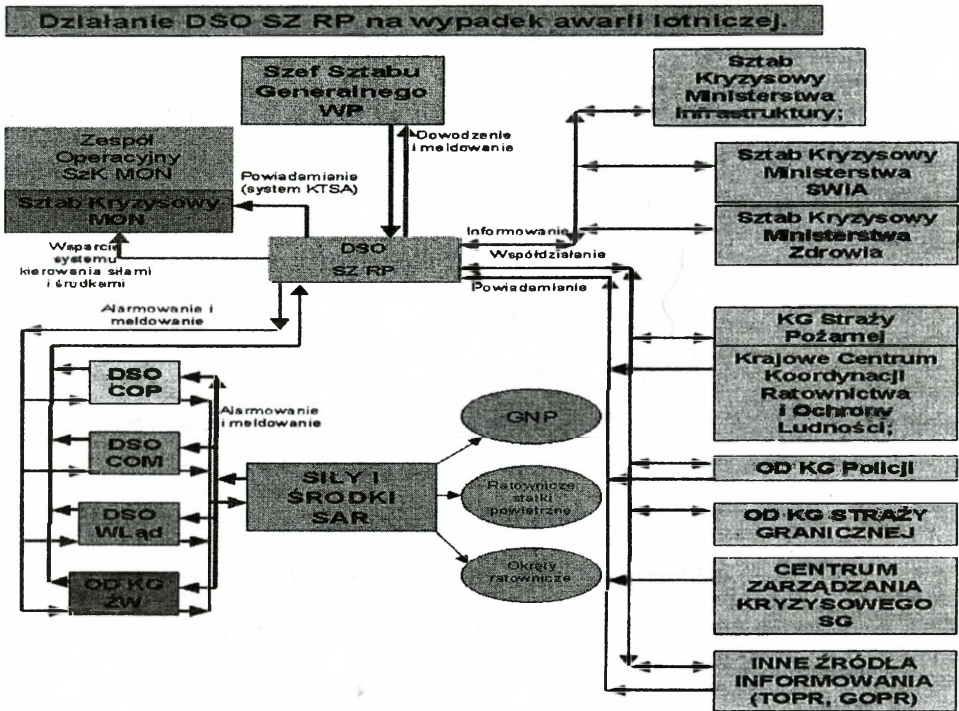 Działanie DSO SZ RP na wypadek awarii lotniczej.
Szef Sztabu
Generalnego
WP
Sztab
Kryzysowy
Ministerstwa
Infrastruktury;
Dowodzenie
i meldowanie
Zespół
Operacyjny
SzK MON
Sztab Kryzysowy
MON
Powiadamianie
(system KTSA)
Sztab Kryzysowy
Ministerstwa
SWIA
Sztab Kryzysowy
Ministerstwa
Zdrowia
Wsparcie
systemu
kierowania siłami
i środkami
DSO
SZ RP
Informowanie
Współdziałanie
Powiadamianie
Alarmowanie i
meldowanie
KG Straży
Pożarnej
Krajowe Centrum
Koordynacji
Ratownictwa
i Ochrony
Ludności;
DSO
COP
Alarmowanie
i meldowanie
DSO
COM
DSO
WLąd
OD KG
ŻW
SIŁY I
ŚRODKI
SAR
GNP
Ratownicze
statki
powietrzne
Okręty
ratownicze
OD KG Policji
OD KG STRAŻY
GRANICZNEJ
CENTRUM
ZARZĄDZANIA
KRYZYSOWEGO
SG
INNE ŹRÓDŁA
INFORMOWANIA
(TOPR, GOPR)